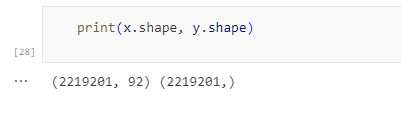 print(x.shape, y.shape)
[28]
... (2219201, 92) (2219201,)